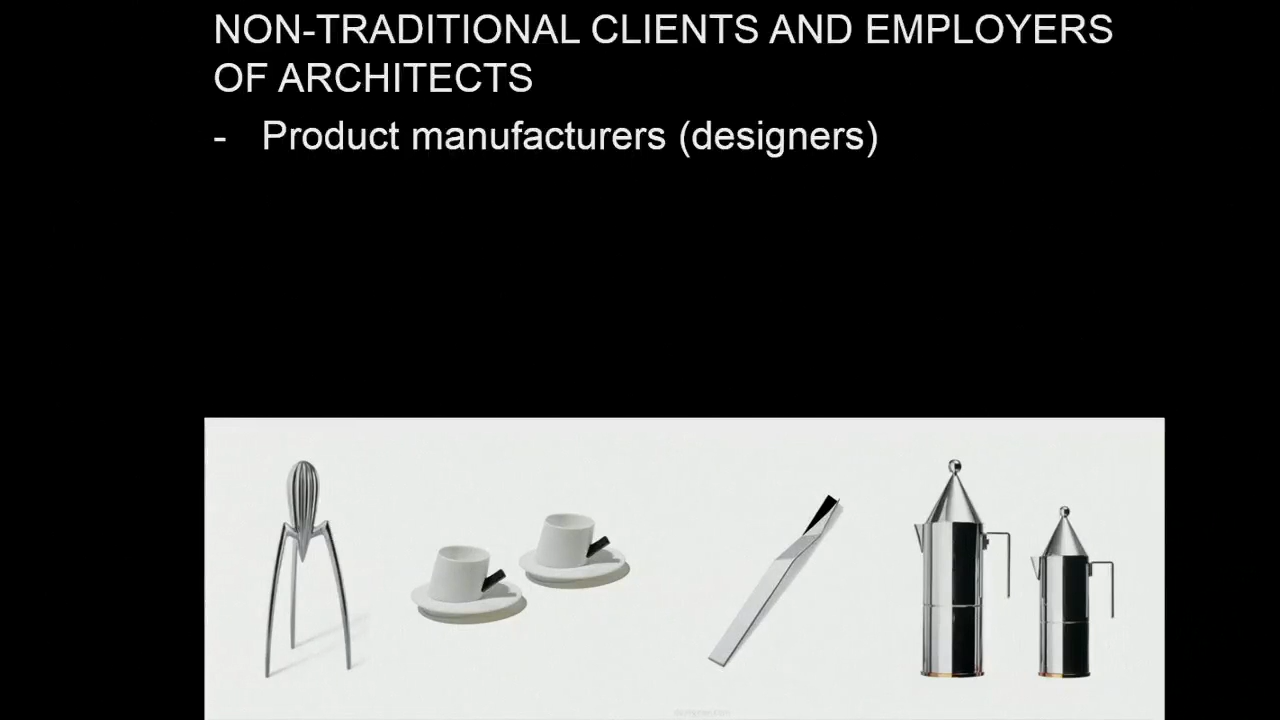 NON-TRADITIONAL CLIENTS AND EMPLOYERS
OF ARCHITECTS
- Product manufacturers (designers)